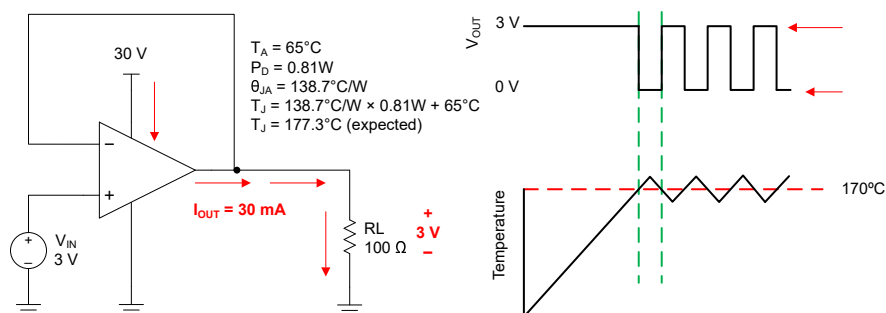 30 V
T_A = 65°C
P_D = 0.81W
θ_JA = 138.7°C/W
T_J = 138.7°C/W × 0.81W + 65°C
T_J = 177.3°C (expected)
−
+
I_OUT = 30 mA
+
−
V_IN
3 V
RL
100 Ω
+
3 V
−
V_OUT
3 V
0 V
Temperature
170ºC